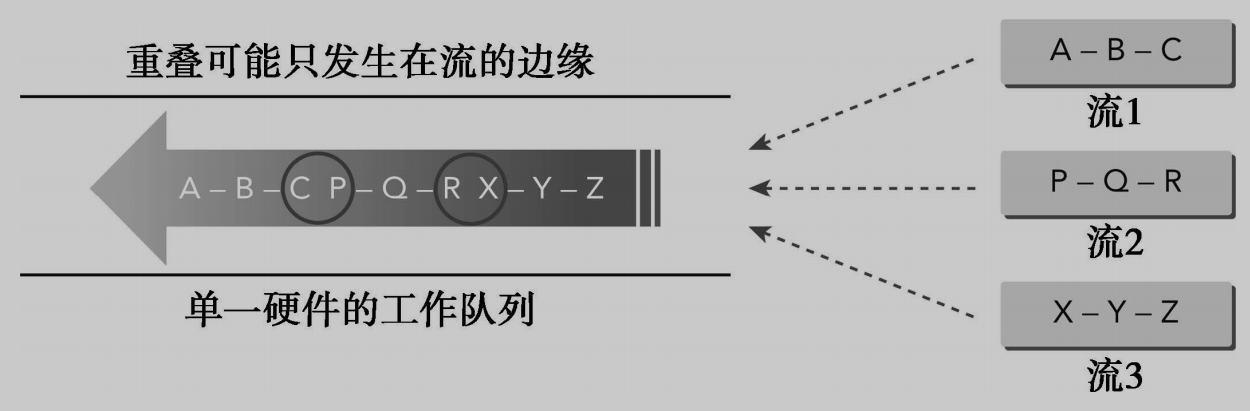 重叠可能只发生在流的边缘
A – B – C P – Q – R X – Y – Z
单一硬件的工作队列
A – B – C
流1
P – Q – R
流2
X – Y – Z
流3